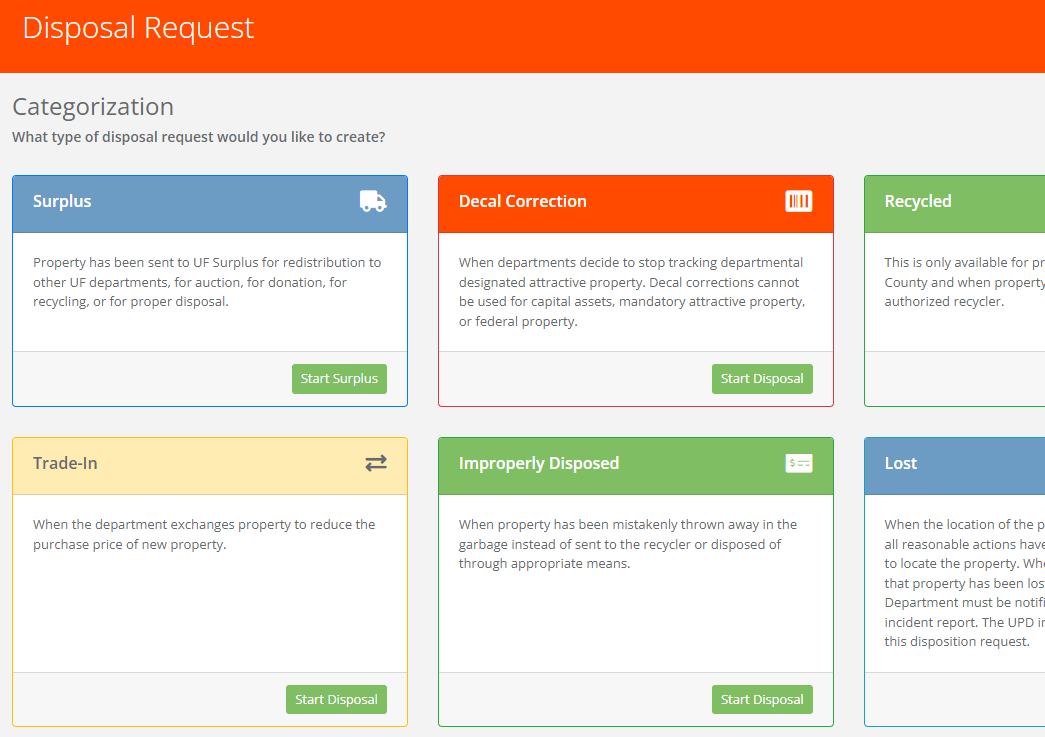 Disposal Request
Categorization
What type of disposal request would you like to create?
Surplus
Property has been sent to UF Surplus for redistribution to
other UF departments, for auction, for donation, for
recycling, or for proper disposal.
Start Surplus
Decal Correction
When departments decide to stop tracking departmental
designated attractive property. Decal corrections cannot
be used for capital assets, mandatory attractive property,
or federal property.
Start Disposal
Recycled
This is only available for
County and when property
authorized recycler.
Trade-In
When the department exchanges property to reduce the
purchase price of new property.
Start Disposal
Improperly Disposed
When property has been mistakenly thrown away in the
garbage instead of sent to the recycler or disposed of
through appropriate means.
Start Disposal
Lost
When the location of the
all reasonable actions have
to locate the property.
that property has been
Department must be
incident report. The UPD
this disposition request.